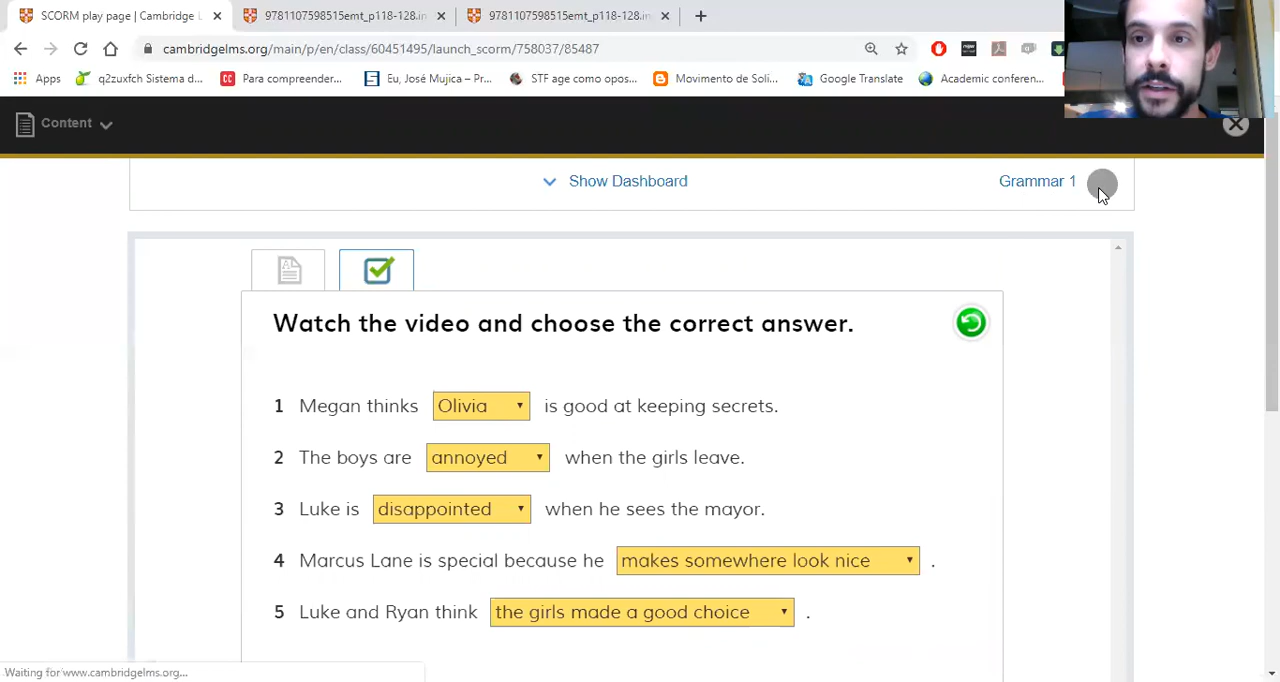 SCORM play page | Cambridge L
9781107598515emt_p118-128.im
9781107598515emt_p118-128.im
cambridgelms.org/main/p/en/class/60451495/launch_scorm/758037/85487
Apps
q2zuxfch Sistema d...
CC
Para compreender...
Eu, José Mujica – Pr...
STF age como opos...
Movimento de Soli...
Google Translate
Academic conferen...
Content
Show Dashboard
Grammar 1
Watch the video and choose the correct answer.
1 Megan thinks Olivia is good at keeping secrets.
2 The boys are annoyed when the girls leave.
3 Luke is disappointed when he sees the mayor.
4 Marcus Lane is special because he makes somewhere look nice .
5 Luke and Ryan think the girls made a good choice .
Waiting for www.cambridgelms.org...